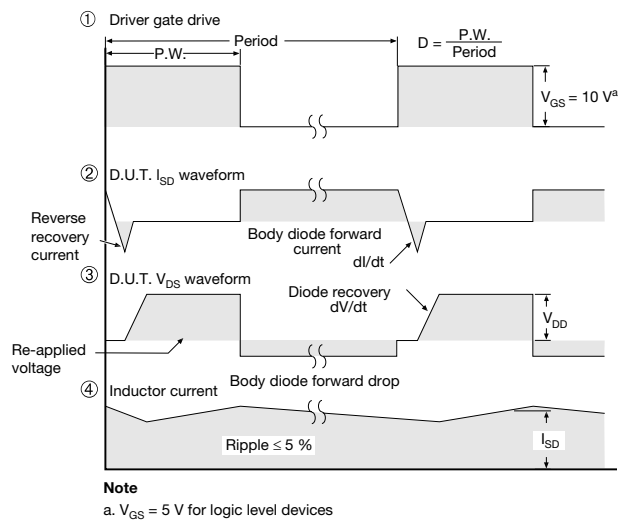 ① Driver gate drive
P.W.
Period
D = P.W.
Period
V_GS = 10 V^a
② D.U.T. I_SD waveform
Reverse
recovery
current
Body diode forward
current
dI/dt
③ D.U.T. V_DS waveform
Diode recovery
dV/dt
V_DD
Re-applied
voltage
Body diode forward drop
④ Inductor current
Ripple ≤ 5 %
I_SD
Note
a. V_GS = 5 V for logic level devices